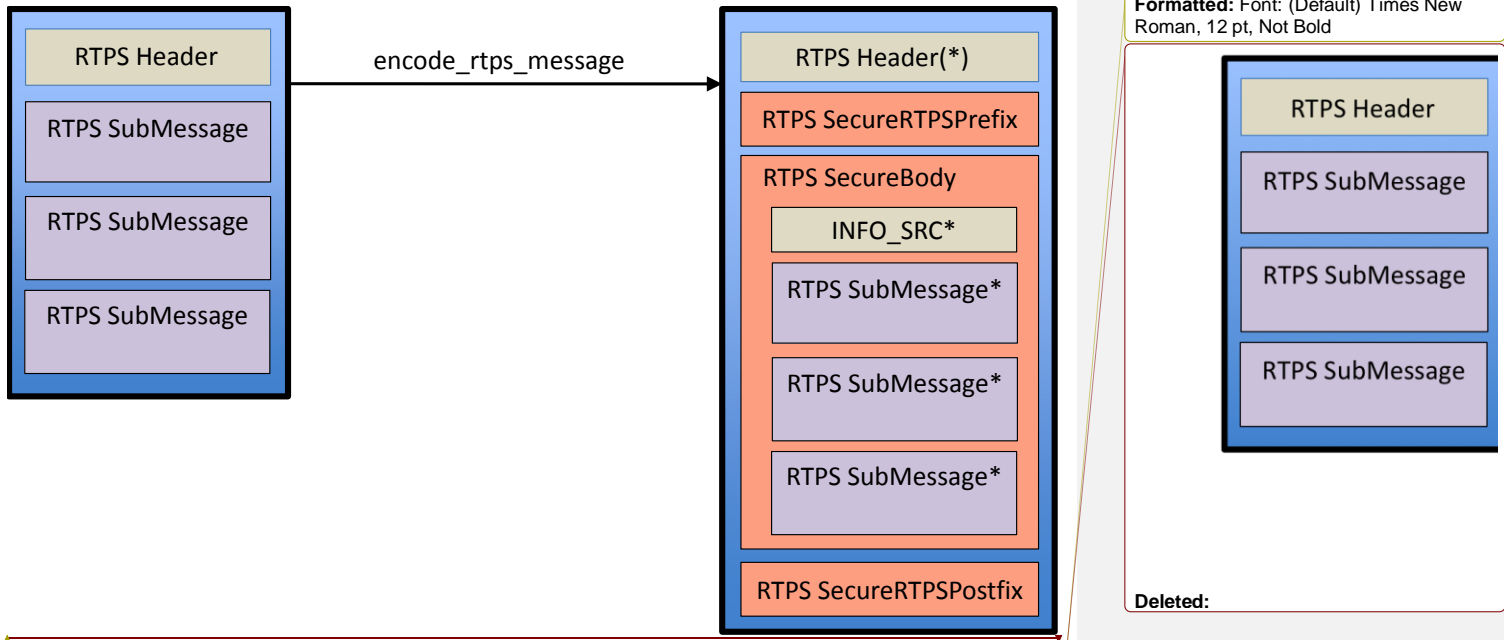 RTPS Header
RTPS SubMessage
RTPS SubMessage
RTPS SubMessage
encode_rtps_message
RTPS Header(*)
RTPS SecureRTPSPrefix
RTPS SecureBody
INFO_SRC*
RTPS SubMessage*
RTPS SubMessage*
RTPS SubMessage*
RTPS SecureRTPSPostfix
Formatted: Font: (Default) Times New
Roman, 12 pt, Not Bold
RTPS Header
RTPS SubMessage
RTPS SubMessage
RTPS SubMessage
Deleted: